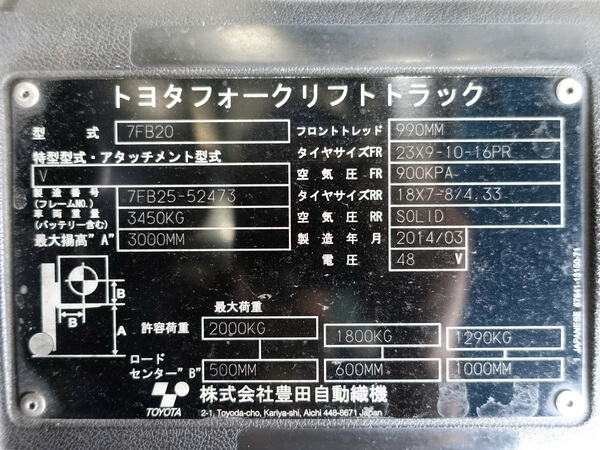 トヨタフォークリフトトラック
型 式 7FB20
特型型式・アタッチメント型式
V
製造番号
(フレームNO.) 7FB25-52473
車両重量
(バッテリー含む) 3450KG
最大揚高"A" 3000MM
フロントトレッド 990MM
タイヤサイズFR 23X9-10-16PR
空気圧 FR 900KPA
タイヤサイズRR 18X7-8/4.33
空気圧 RR SOLID
製造年月 2014/03
電圧 48 V
B
B
A
最大荷重
許容荷重 2000KG 1800KG 1290KG
ロード
センター"B" 500MM 600MM 1000MM
TOYOTA
株式会社豊田自動織機
2-1, Toyoda-cho, Kariya-shi, Aichi 448-8671 Japan